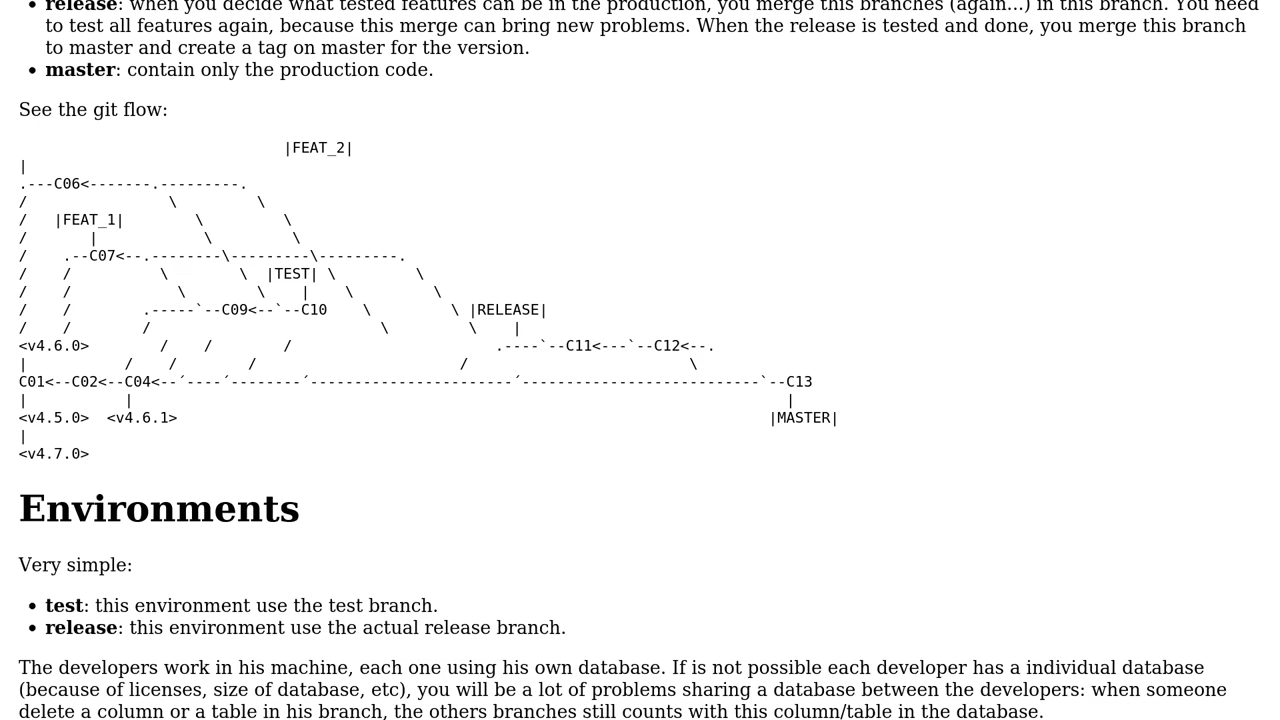 • release: when you decide what tested features can be in the production, you merge this branches (again...) in this branch. You need
to test all features again, because this merge can bring new problems. When the release is tested and done, you merge this branch
to master and create a tag on master for the version.
• master: contain only the production code.
See the git flow:
                              |FEAT_2|
|
.---C06<-------.---------.
/                \         \
/   |FEAT_1|        \         \
/       |            \         \
/    .--C07<--.--------\---------\---------.
/    /          \        \  |TEST| \         \
/    /            \        \    |    \         \
/    /        .-----`--C09<--`--C10    \         \ |RELEASE|
/    /        /                          \         \    |
<v4.6.0>        /    /        /                       .----`--C11<---`--C12<--.
|           /    /        /                       /                         \
C01<--C02<--C04<--´----´--------´-----------------------´---------------------------`--C13
|           |                                                                          |
<v4.5.0>  <v4.6.1>                                                                   |MASTER|
|
<v4.7.0>
Environments
Very simple:
• test: this environment use the test branch.
• release: this environment use the actual release branch.
The developers work in his machine, each one using his own database. If is not possible each developer has a individual database
(because of licenses, size of database, etc), you will be a lot of problems sharing a database between the developers: when someone
delete a column or a table in his branch, the others branches still counts with this column/table in the database.